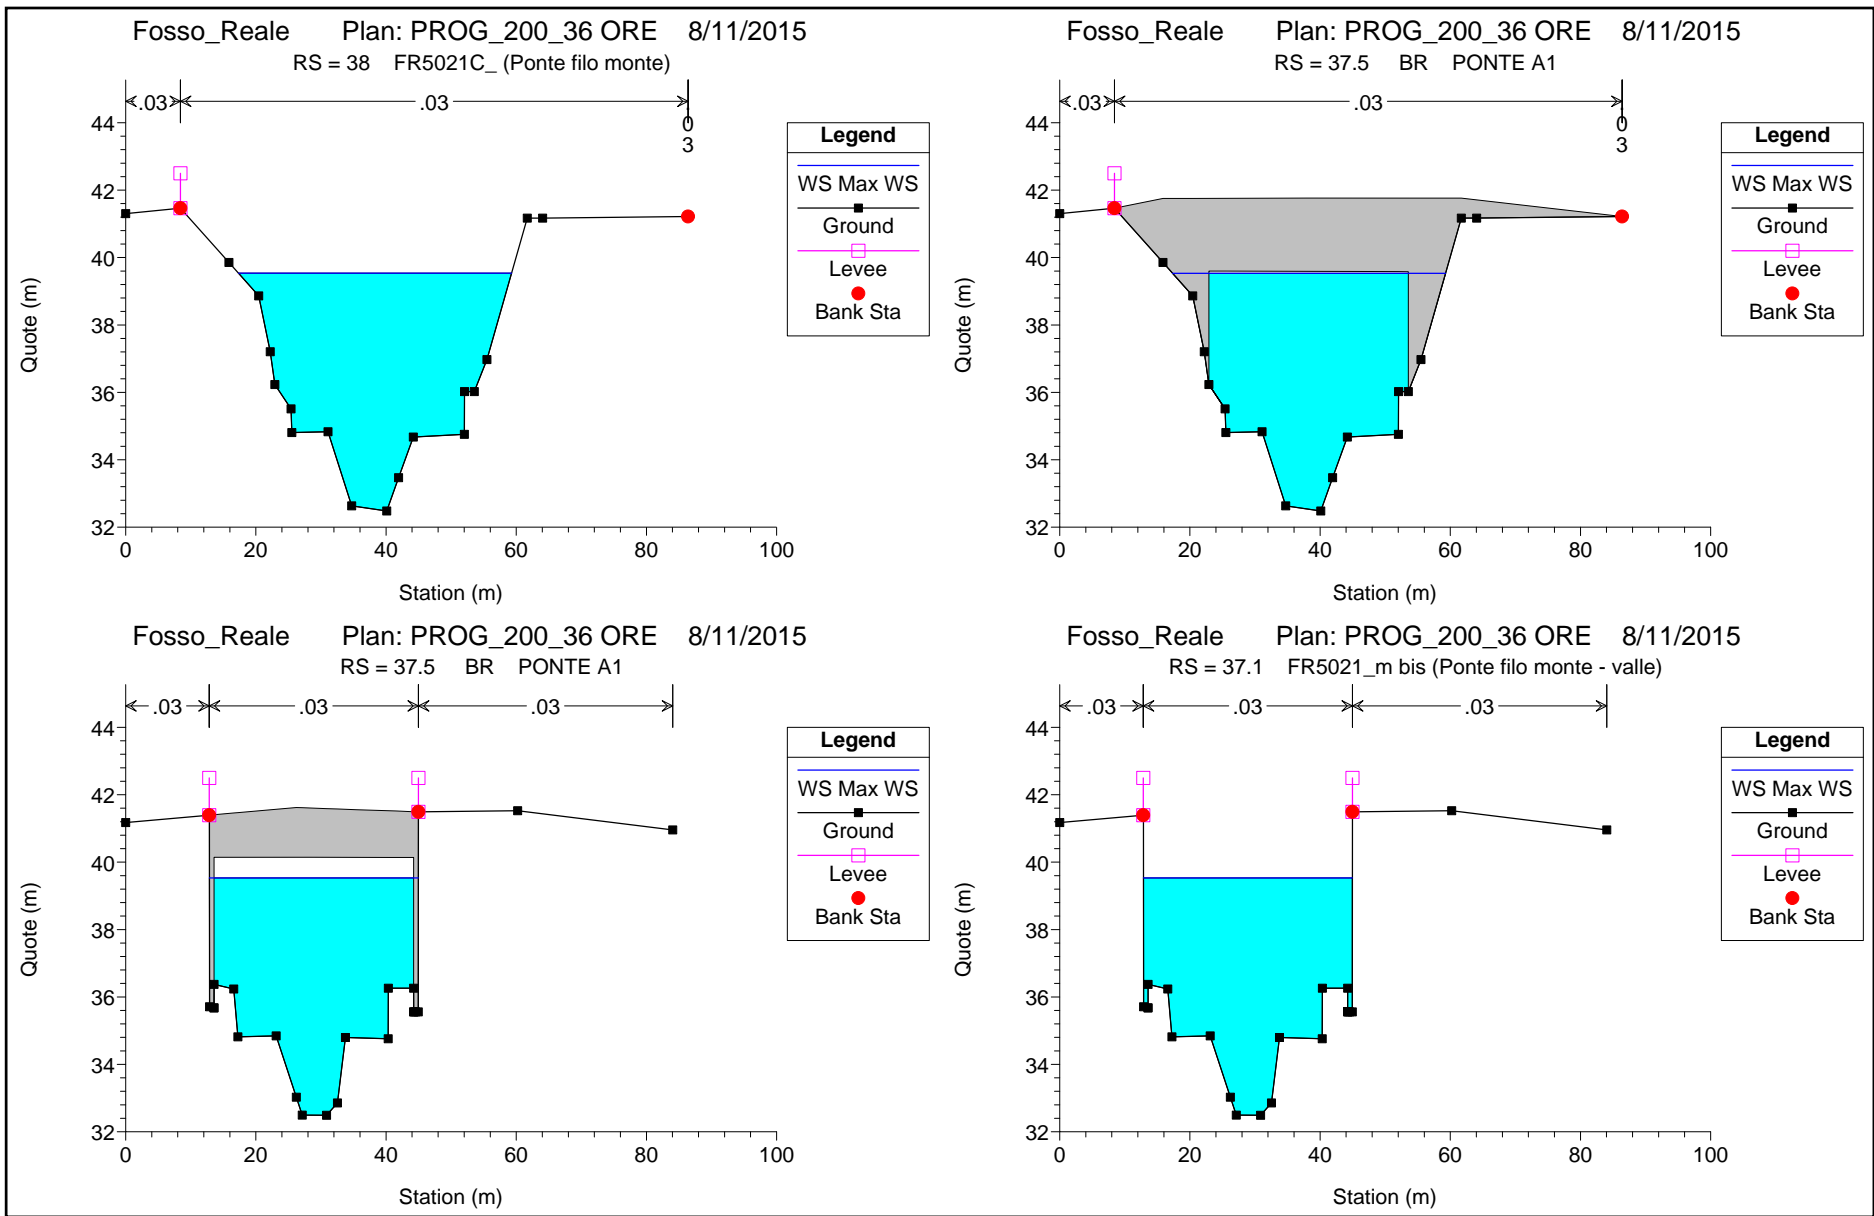 Fosso_Reale Plan: PROG_200_36 ORE 8/11/2015
RS = 38 FR5021C_ (Ponte filo monte)
.03 .03 .03
44
42
40
38
36
34
32
Quote (m)
0 20 40 60 80 100
Station (m)
Legend
WS Max WS
Ground
Levee
Bank Sta
Fosso_Reale Plan: PROG_200_36 ORE 8/11/2015
RS = 37.5 BR PONTE A1
.03 .03 .03
44
42
40
38
36
34
32
Quote (m)
0 20 40 60 80 100
Station (m)
Legend
WS Max WS
Ground
Levee
Bank Sta
Fosso_Reale Plan: PROG_200_36 ORE 8/11/2015
RS = 37.5 BR PONTE A1
.03 .03 .03
44
42
40
38
36
34
32
Quote (m)
0 20 40 60 80 100
Station (m)
Legend
WS Max WS
Ground
Levee
Bank Sta
Fosso_Reale Plan: PROG_200_36 ORE 8/11/2015
RS = 37.1 FR5021_m bis (Ponte filo monte - valle)
.03 .03 .03
44
42
40
38
36
34
32
Quote (m)
0 20 40 60 80 100
Station (m)
Legend
WS Max WS
Ground
Levee
Bank Sta